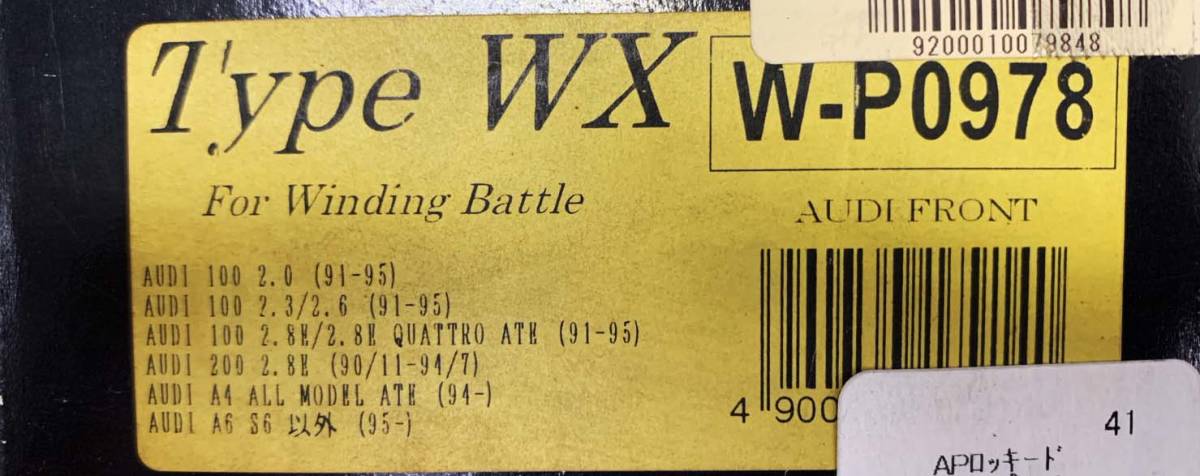 9200010079848
Type WX
W-P0978
For Winding Battle
AUDI FRONT
AUDI 100 2.0 (91-95)
AUDI 100 2.3/2.6 (91-95)
AUDI 100 2.8E/2.8E QUATTRO ATE (91-95)
AUDI 200 2.8E (90/11-94/7)
AUDI A4 ALL MODEL ATE (94-)
AUDI A6 S6 以外 (95-)
4 900
41
APロッキード